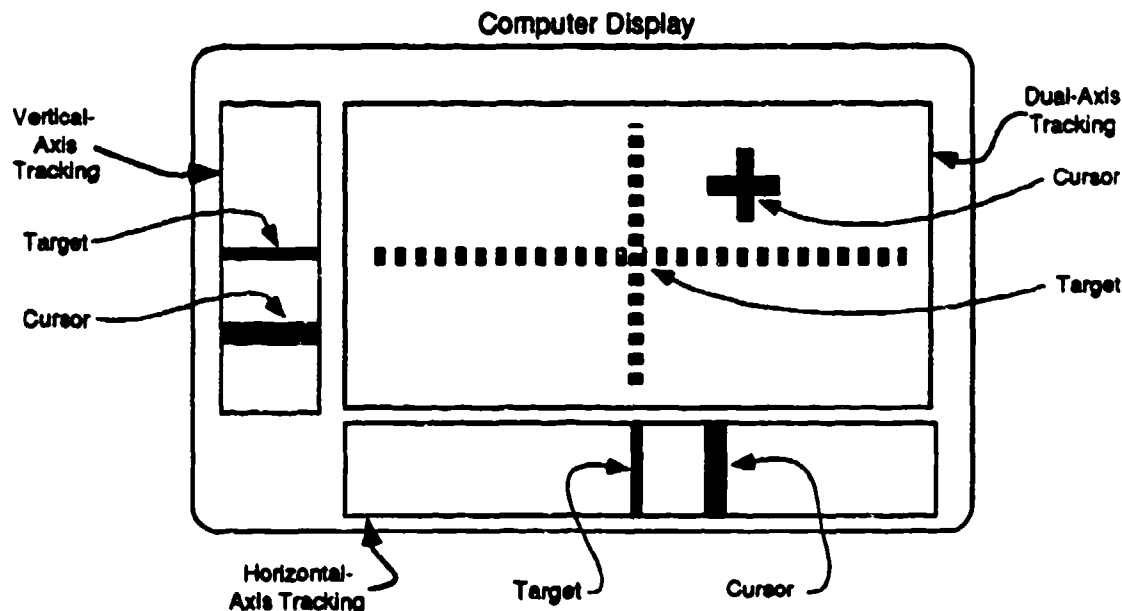 Computer Display
Vertical-
Axis
Tracking
Target
Cursor
Dual-Axis
Tracking
Cursor
Target
Horizontal-
Axis Tracking
Target
Cursor